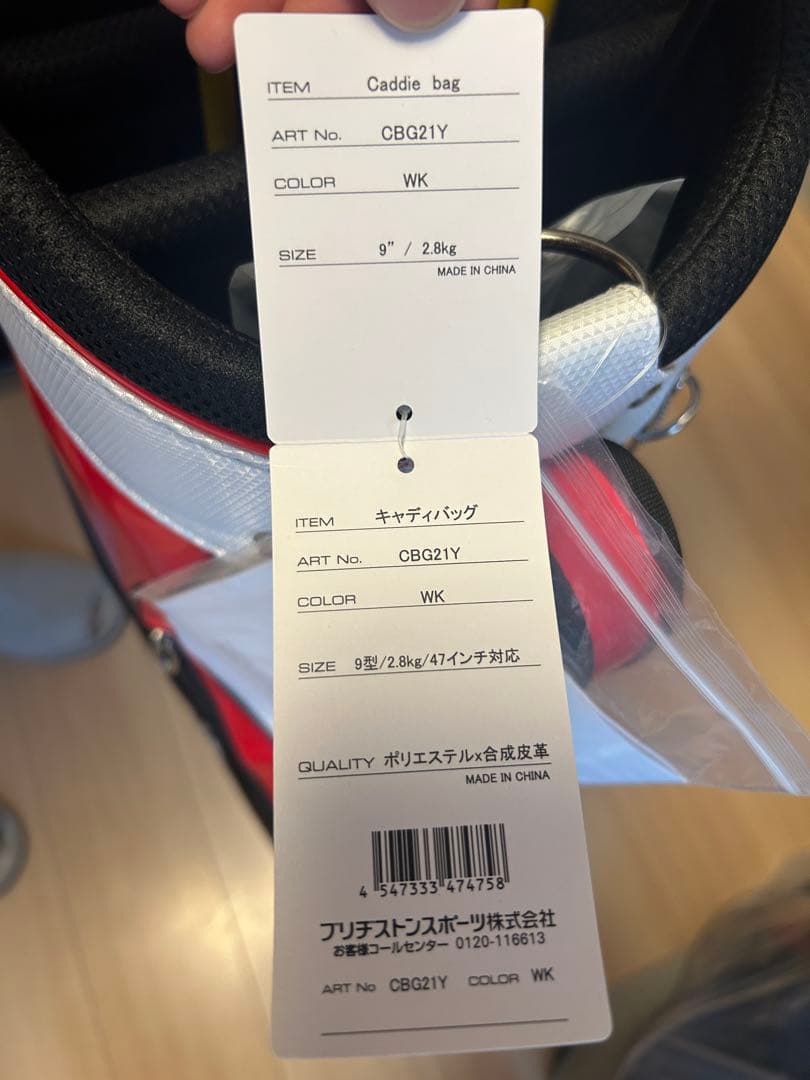 ITEM Caddie bag
ART No. CBG21Y
COLOR WK
SIZE 9" / 2.8kg
MADE IN CHINA
ITEM キャディバッグ
ART No. CBG21Y
COLOR WK
SIZE 9型/2.8kg/47インチ対応
QUALITY ポリエステルx合成皮革
MADE IN CHINA
4 547333 474758
ブリヂストンスポーツ株式会社
お客様コールセンター 0120-116613
ART No CBG21Y COLOR WK